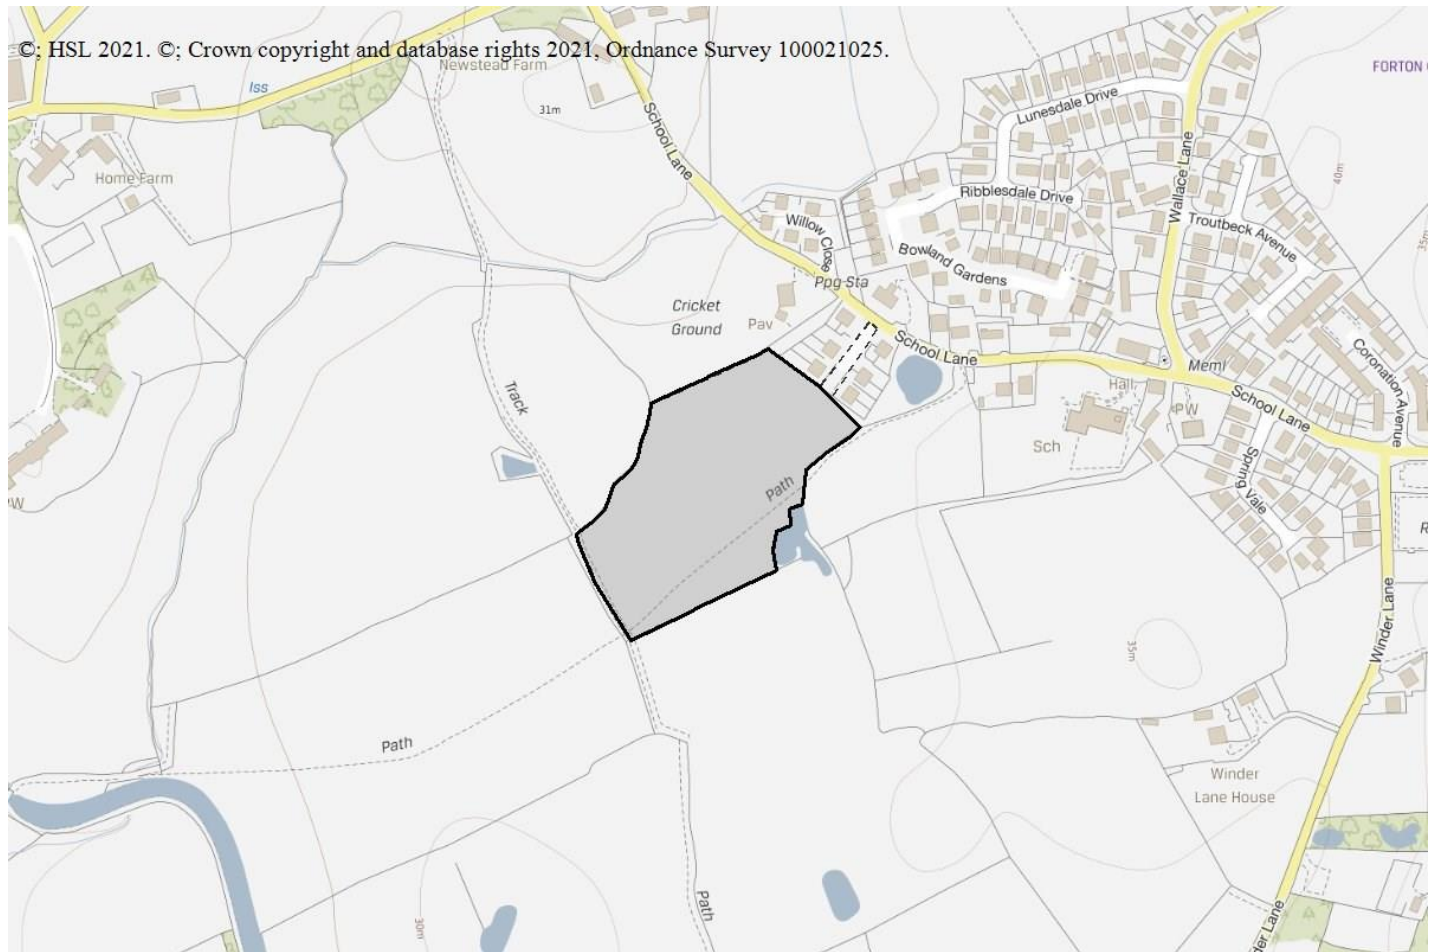 ©; HSL 2021. ©; Crown copyright and database rights 2021, Ordnance Survey 100021025.
Newstead Farm
FORTON
Iss
31m
School Lane
Lunesdale Drive
Home Farm
Wallace Lane
40m
Ribblesdale Drive
Willow Close
Troutbeck Avenue
35m
Bowland Gardens
Ppg Sta
Cricket
Ground
Pav
School Lane
Meml
Coronation Avenue
Hall
Track
School Lane
PW
Sch
Spring Vale
Path
Winder Lane
35m
Path
Winder
Lane House
Path
30m